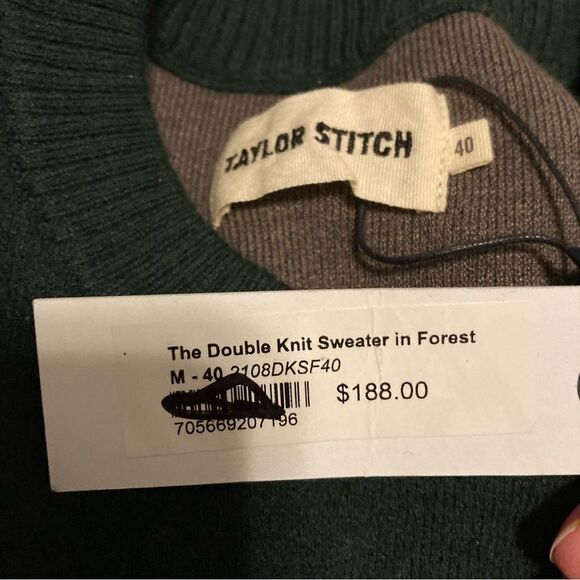 TAYLOR STITCH
40
The Double Knit Sweater in Forest
M - 40 2108DKSF40
$188.00
705669207196